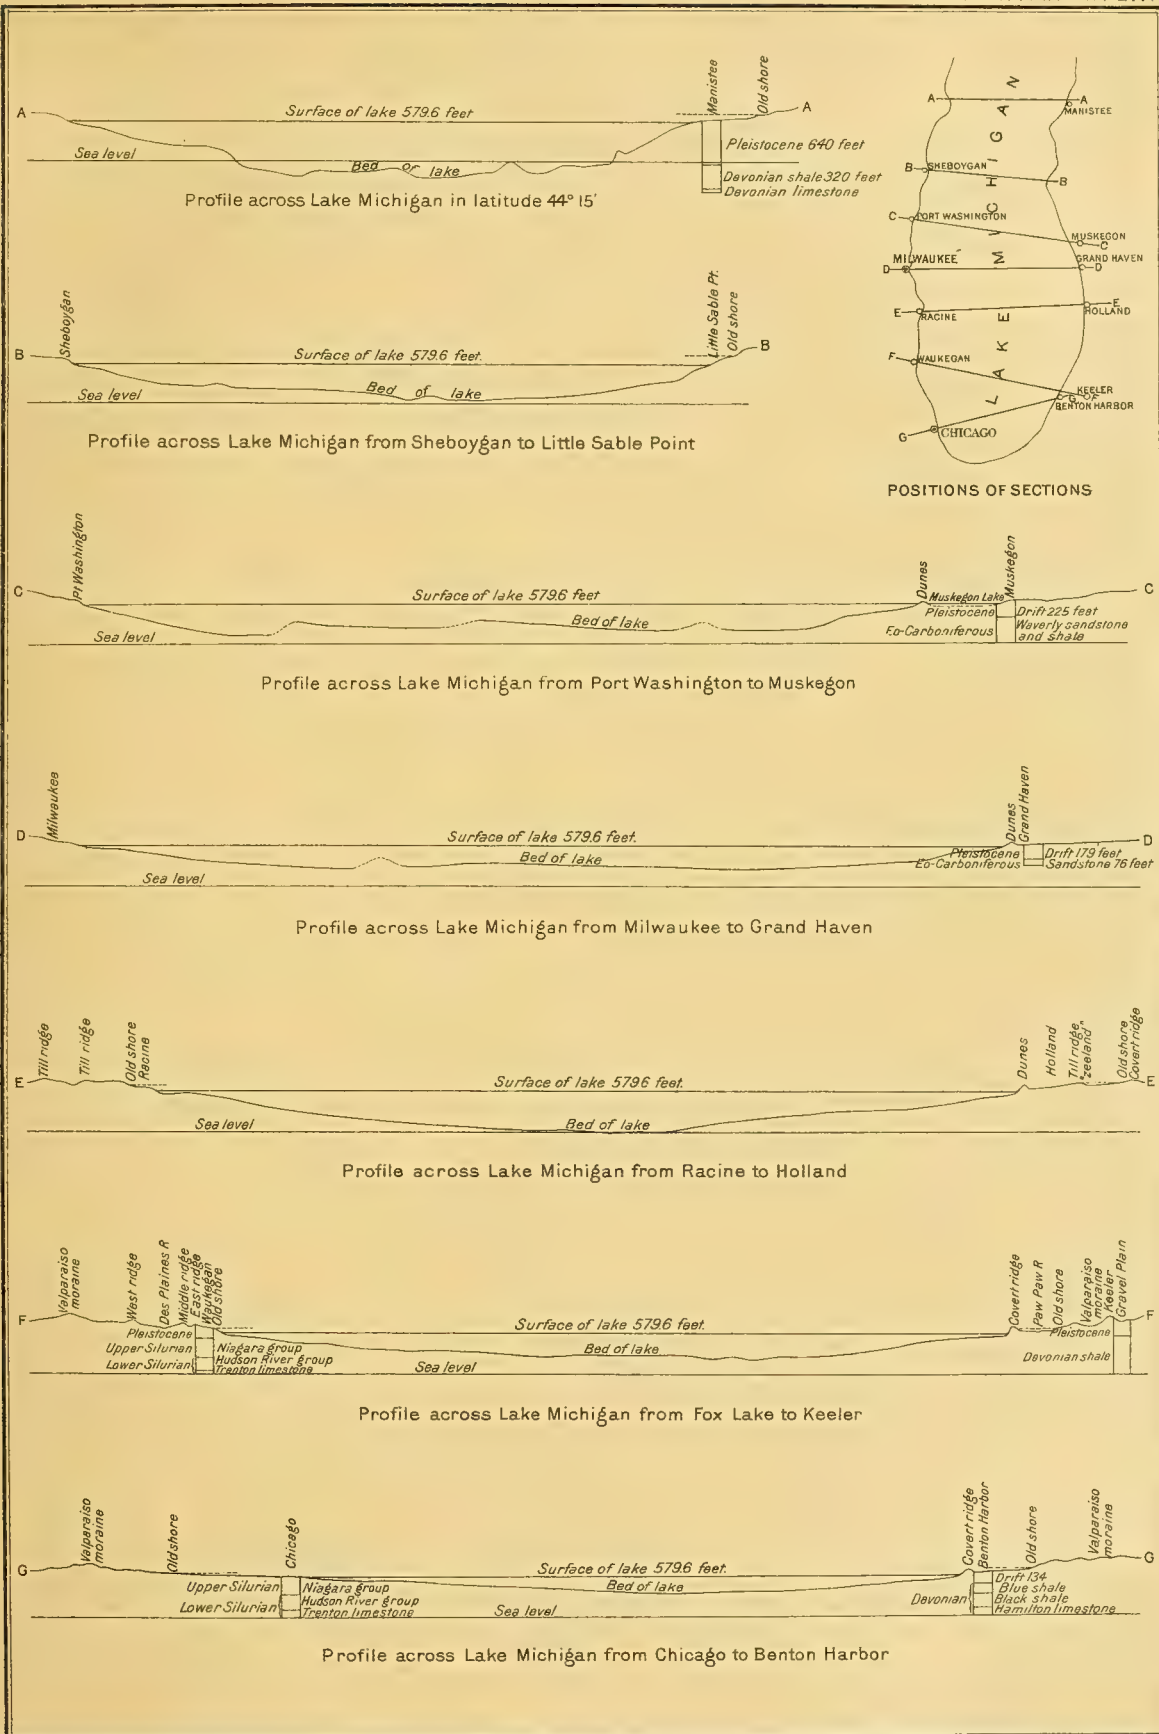 Manistee
Old shore
A
Surface of lake 579.6 feet
A
Sea level
Bed of lake
Pleistocene 640 feet
Devonian shale 320 feet
Devonian limestone
Profile across Lake Michigan in latitude 44° 15'
Sheboygan
Little Sable Pt.
Old shore
B
Surface of lake 579.6 feet.
B
Sea level
Bed of lake
Profile across Lake Michigan from Sheboygan to Little Sable Point
LAKE MICHIGAN
A
A
MANISTEE
B
SHEBOYGAN
B
C
PORT WASHINGTON
MUSKEGON
C
MILWAUKEE
GRAND HAVEN
D
D
E
RACINE
E
HOLLAND
F
WAUKEGAN
KEELER
G
F
BENTON HARBOR
G
CHICAGO
POSITIONS OF SECTIONS
Pt Washington
Dunes
Muskegon
C
Surface of lake 579.6 feet
Muskegon Lake
C
Sea level
Bed of lake
Pleistocene
Drift 225 feet
Eo-Carboniferous
Waverly sandstone
and shale
Profile across Lake Michigan from Port Washington to Muskegon
Milwaukee
Dunes
Grand Haven
D
Surface of lake 579.6 feet.
D
Sea level
Bed of lake
Pleistocene
Drift 179 feet
Eo-Carboniferous
Sandstone 76 feet
Profile across Lake Michigan from Milwaukee to Grand Haven
Till ridge
Till ridge
Old shore
Racine
Dunes
Holland
Till ridge
"zeeland"
Old shore
Covert ridge
E
Surface of lake 579.6 feet.
E
Sea level
Bed of lake
Profile across Lake Michigan from Racine to Holland
Valparaiso
moraine
West ridge
Des Plaines R
Middle ridge
East ridge
Waukegan
Old shore
Covert ridge
Paw Paw R
Old shore
Valparaiso
moraine
Keeler
Gravel Plain
F
Surface of lake 579.6 feet.
F
Pleistocene
Upper Silurian
Niagara group
Lower Silurian
Hudson River group
Trenton limestone
Sea level
Bed of lake
Pleistocene
Devonian shale
Profile across Lake Michigan from Fox Lake to Keeler
Valparaiso
moraine
Old shore
Chicago
Covert ridge
Benton Harbor
Old shore
Valparaiso
moraine
G
Surface of lake 579.6 feet.
G
Upper Silurian
Niagara group
Lower Silurian
Hudson River group
Trenton limestone
Sea level
Bed of lake
Devonian
Drift 134
Blue shale
Black shale
Hamilton limestone
Profile across Lake Michigan from Chicago to Benton Harbor